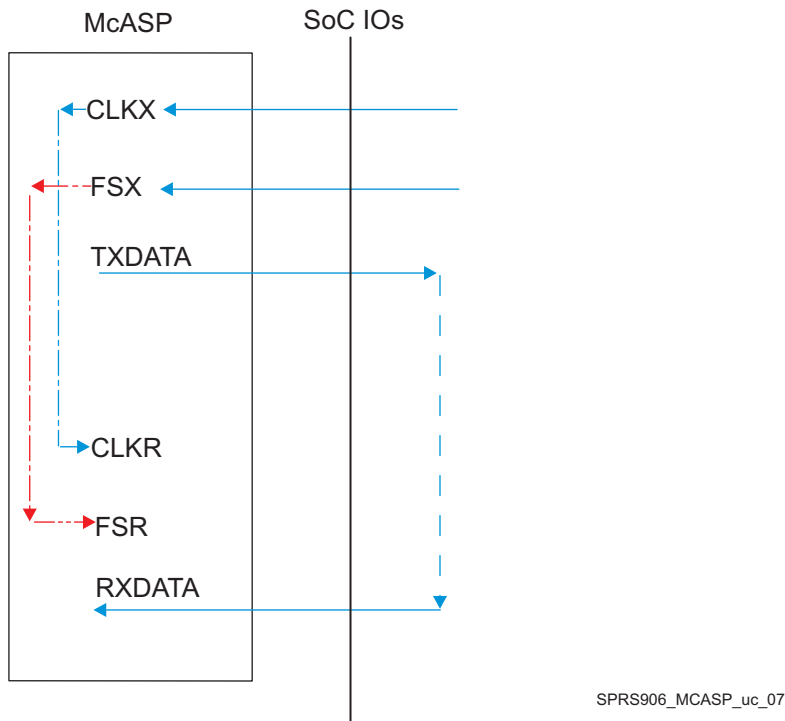 McASP
SoC IOs
CLKX
FSX
TXDATA
CLKR
FSR
RXDATA
SPRS906_MCASP_uc_07